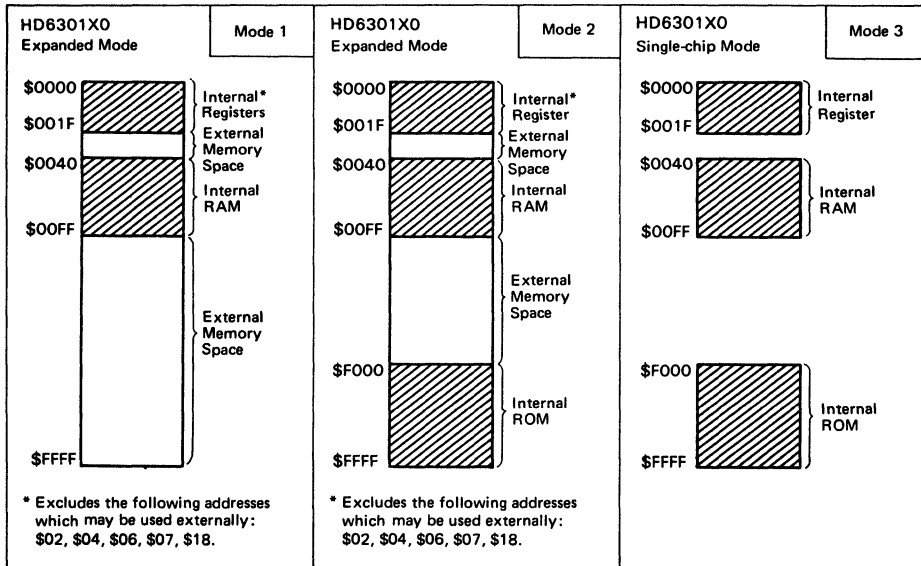 HD6301X0
Expanded Mode
Mode 1
$0000
Internal*
Registers
$001F
External
Memory
Space
$0040
Internal
RAM
$00FF
External
Memory
Space
$FFFF
* Excludes the following addresses
which may be used externally:
$02, $04, $06, $07, $18.
HD6301X0
Expanded Mode
Mode 2
$0000
Internal*
Register
$001F
External
Memory
Space
$0040
Internal
RAM
$00FF
External
Memory
Space
$F000
Internal
ROM
$FFFF
* Excludes the following addresses
which may be used externally:
$02, $04, $06, $07, $18.
HD6301X0
Single-chip Mode
Mode 3
$0000
Internal
Register
$001F
$0040
Internal
RAM
$00FF
$F000
Internal
ROM
$FFFF